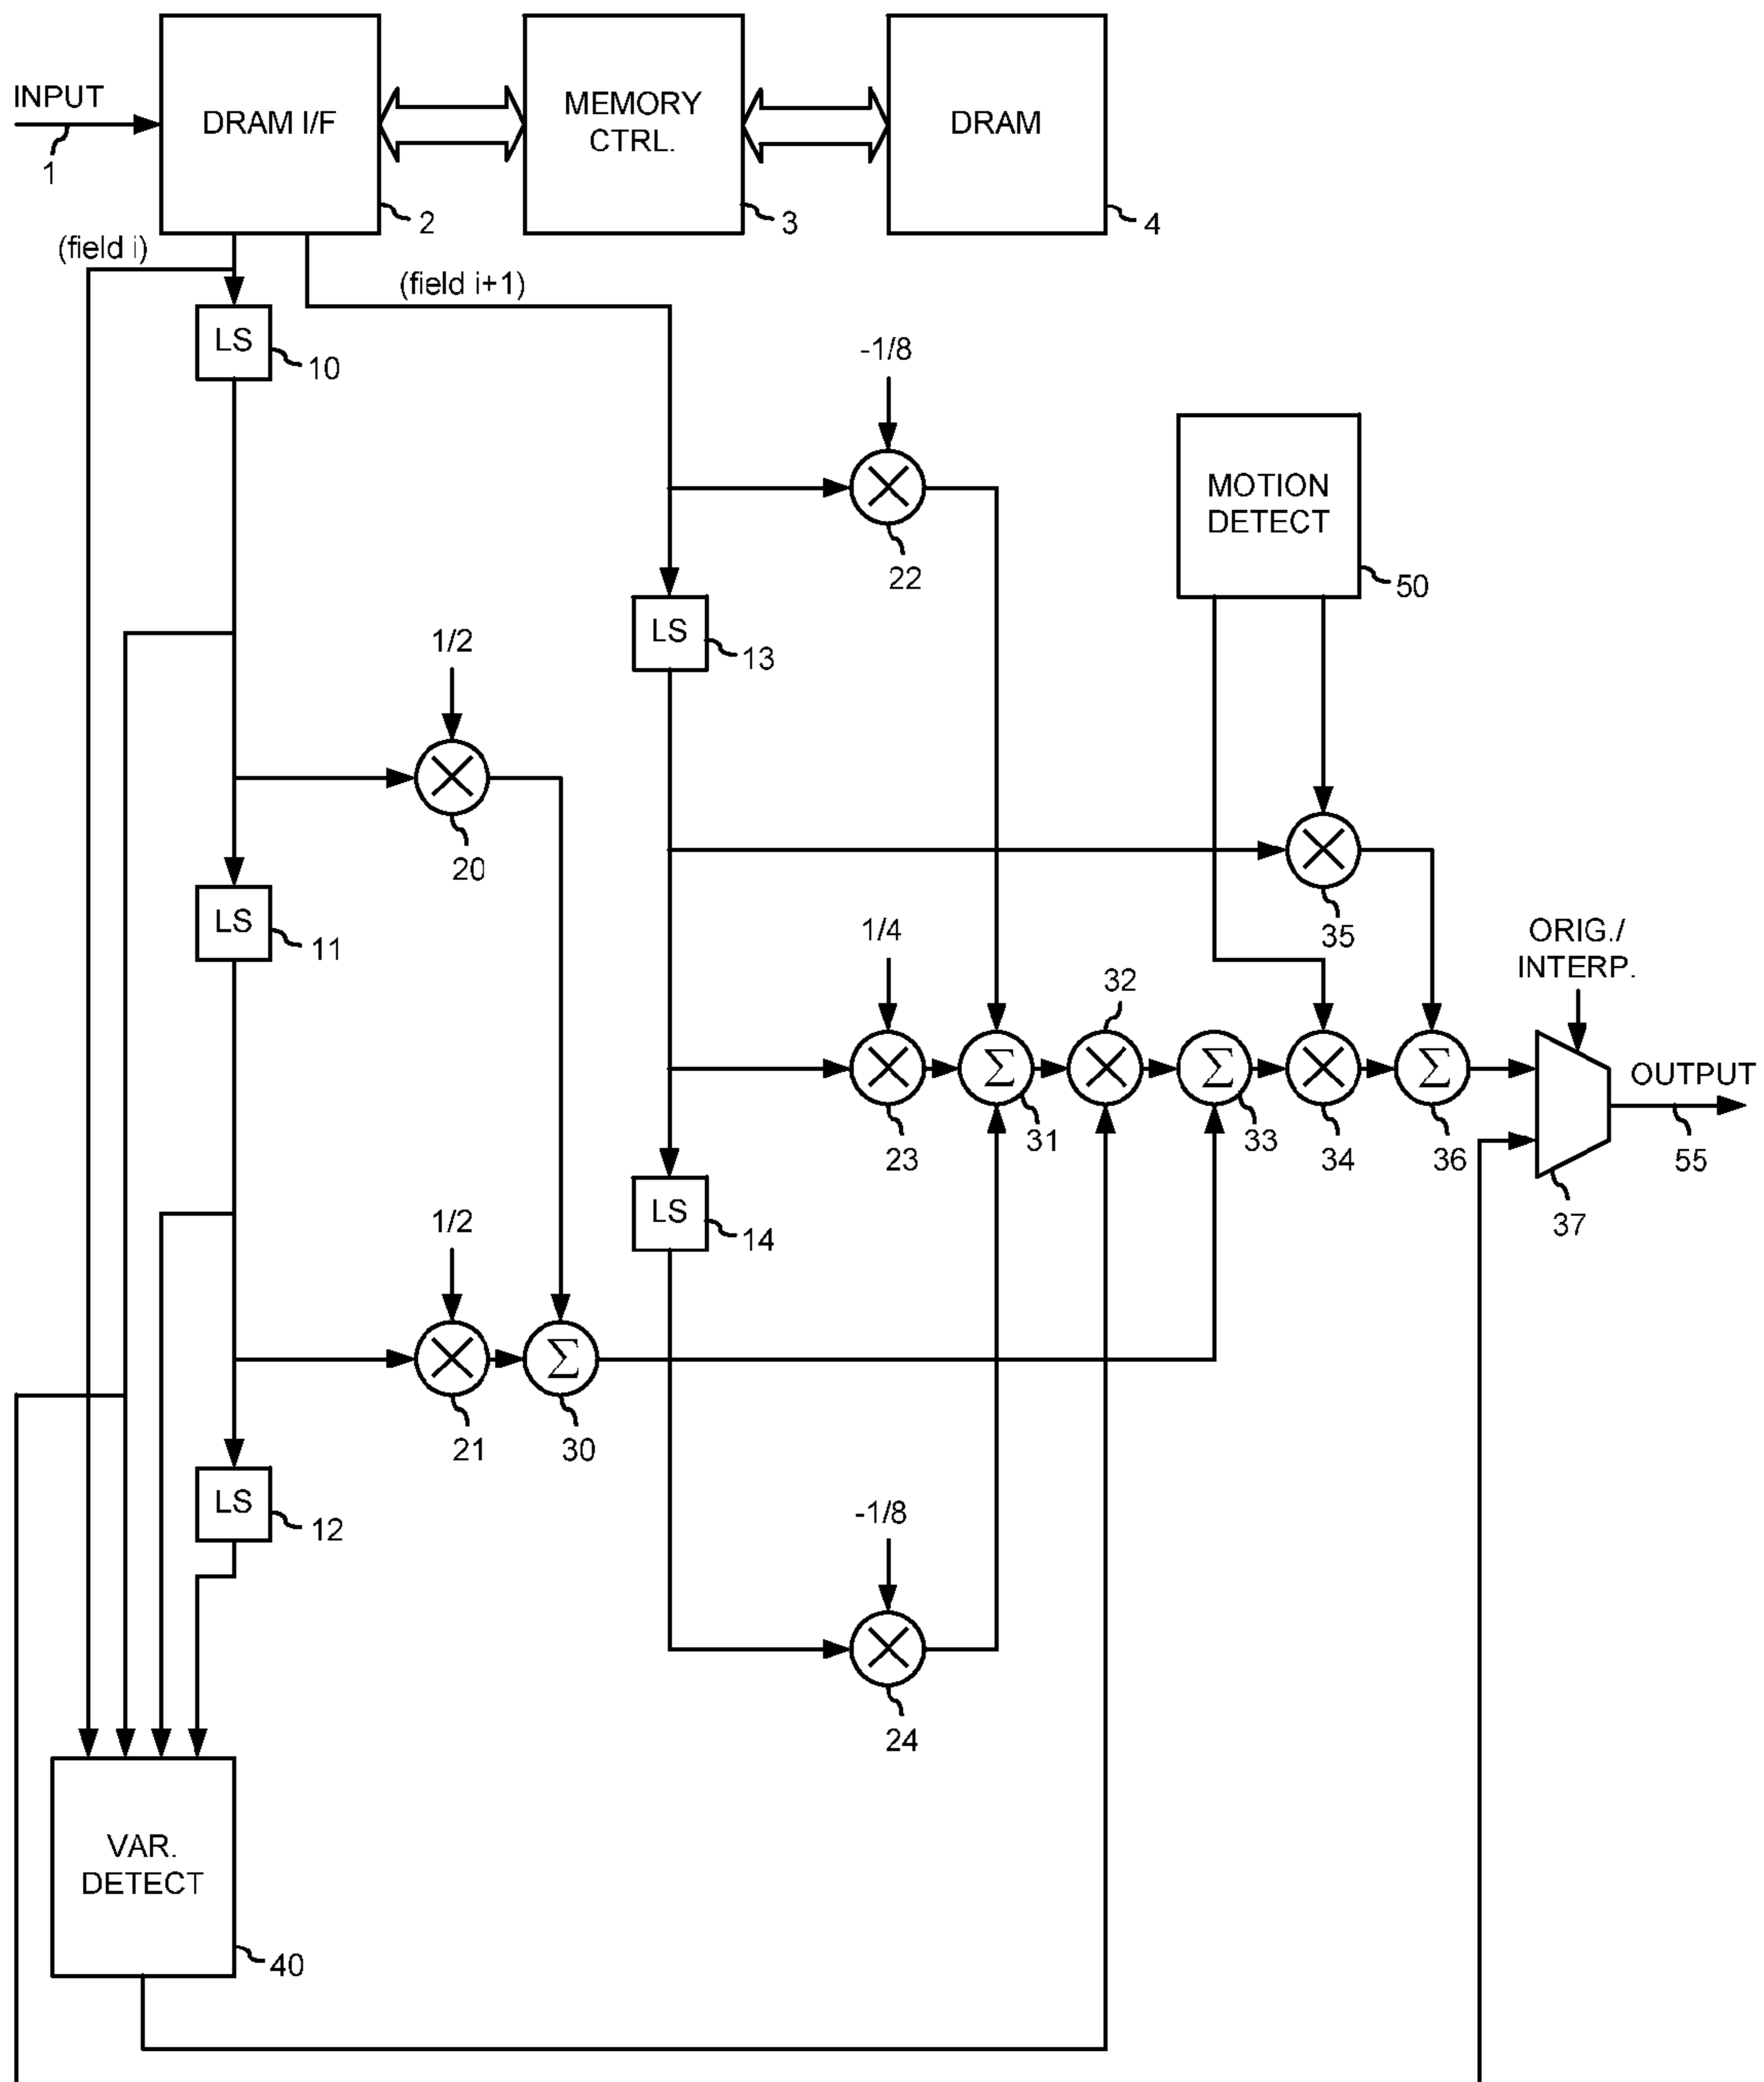 INPUT
1
DRAM I/F
2
MEMORY
CTRL.
3
DRAM
4
(field i)
(field i+1)
LS
10
-1/8
×
22
MOTION
DETECT
50
LS
13
1/2
×
20
×
35
LS
11
1/4
×
23
Σ
31
32
×
Σ
33
×
34
Σ
36
ORIG./
INTERP.
37
OUTPUT
55
LS
14
1/2
×
21
Σ
30
LS
12
-1/8
×
24
VAR.
DETECT
40